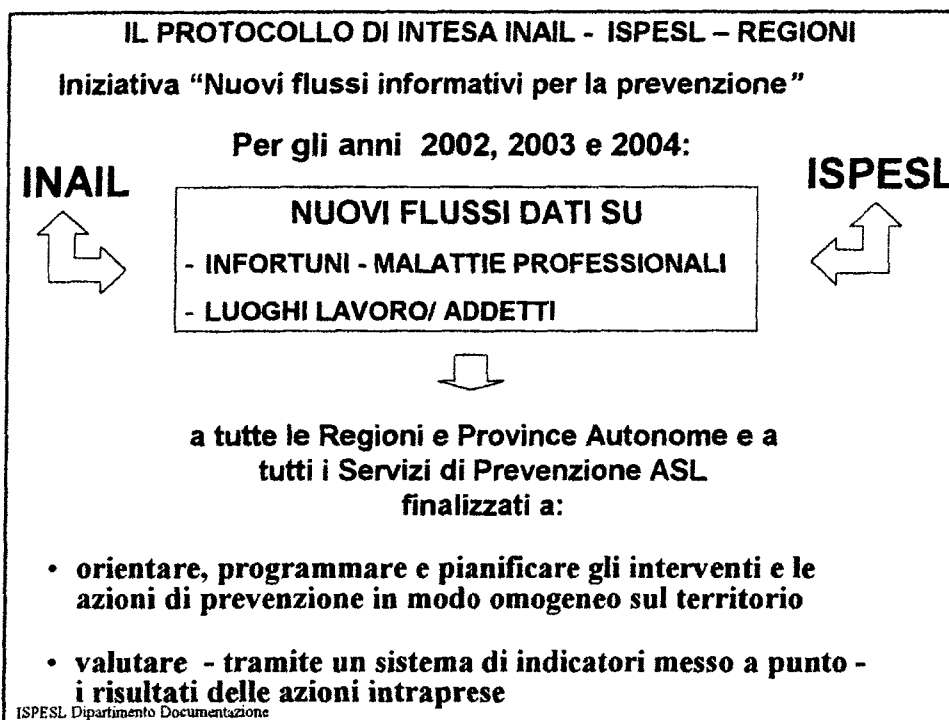 IL PROTOCOLLO DI INTESA INAIL - ISPESL – REGIONI
Iniziativa “Nuovi flussi informativi per la prevenzione”
Per gli anni 2002, 2003 e 2004:
INAIL
ISPESL
NUOVI FLUSSI DATI SU
- INFORTUNI - MALATTIE PROFESSIONALI
- LUOGHI LAVORO/ ADDETTI
a tutte le Regioni e Province Autonome e a
tutti i Servizi di Prevenzione ASL
finalizzati a:
• orientare, programmare e pianificare gli interventi e le
azioni di prevenzione in modo omogeneo sul territorio
• valutare - tramite un sistema di indicatori messo a punto -
i risultati delle azioni intraprese
ISPESL Dipartimento Documentazione